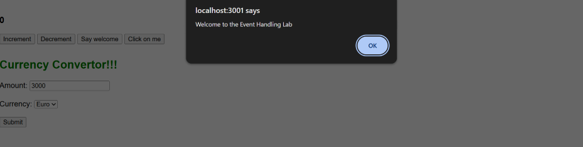 localhost:3001 says
Welcome to the Event Handling Lab
OK
0
Increment Decrement Say welcome Click on me
Currency Convertor!!!
Amount: 3000
Currency: Euro
Submit